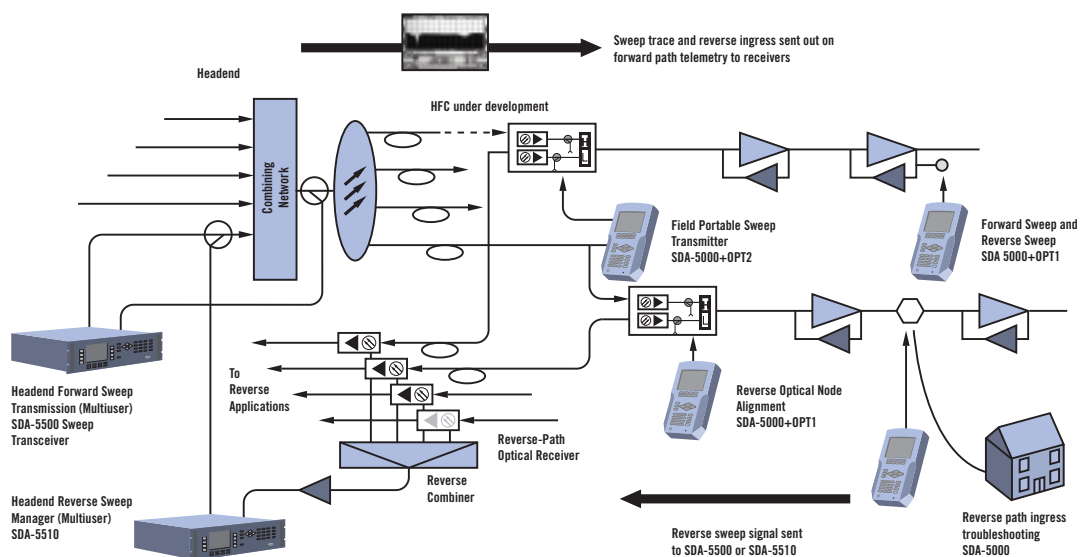 Sweep trace and reverse ingress sent out on
forward path telemetry to receivers
Headend
HFC under development
Combining
Network
Field Portable Sweep
Transmitter
SDA-5000+OPT2
Forward Sweep and
Reverse Sweep
SDA 5000+OPT1
Headend Forward Sweep
Transmission (Multiuser)
SDA-5500 Sweep
Transceiver
To
Reverse
Applications
Reverse Optical Node
Alignment
SDA-5000+OPT1
Reverse-Path
Optical Receiver
Reverse
Combiner
Headend Reverse Sweep
Manager (Multiuser)
SDA-5510
Reverse sweep signal sent
to SDA-5500 or SDA-5510
Reverse path ingress
troubleshooting
SDA-5000